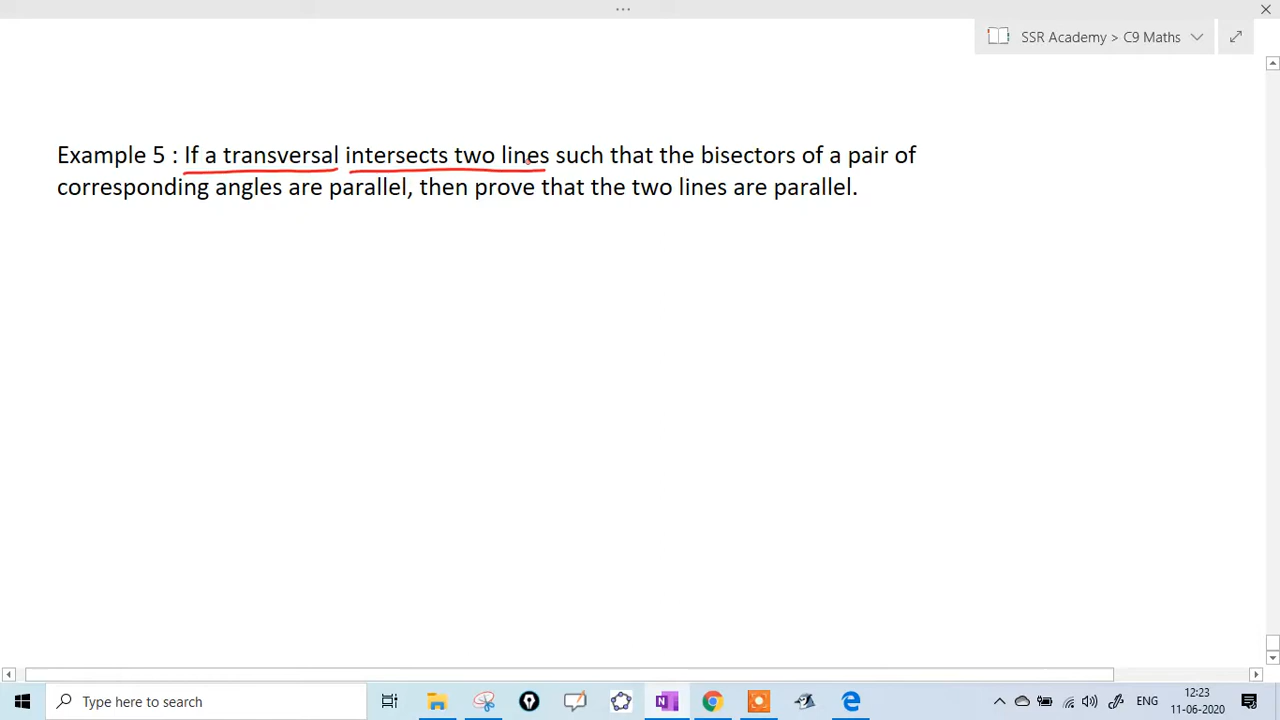 ...
SSR Academy > C9 Maths
Example 5 : If a transversal intersects two lines such that the bisectors of a pair of
corresponding angles are parallel, then prove that the two lines are parallel.
Type here to search
N
ENG
12:23
11-06-2020